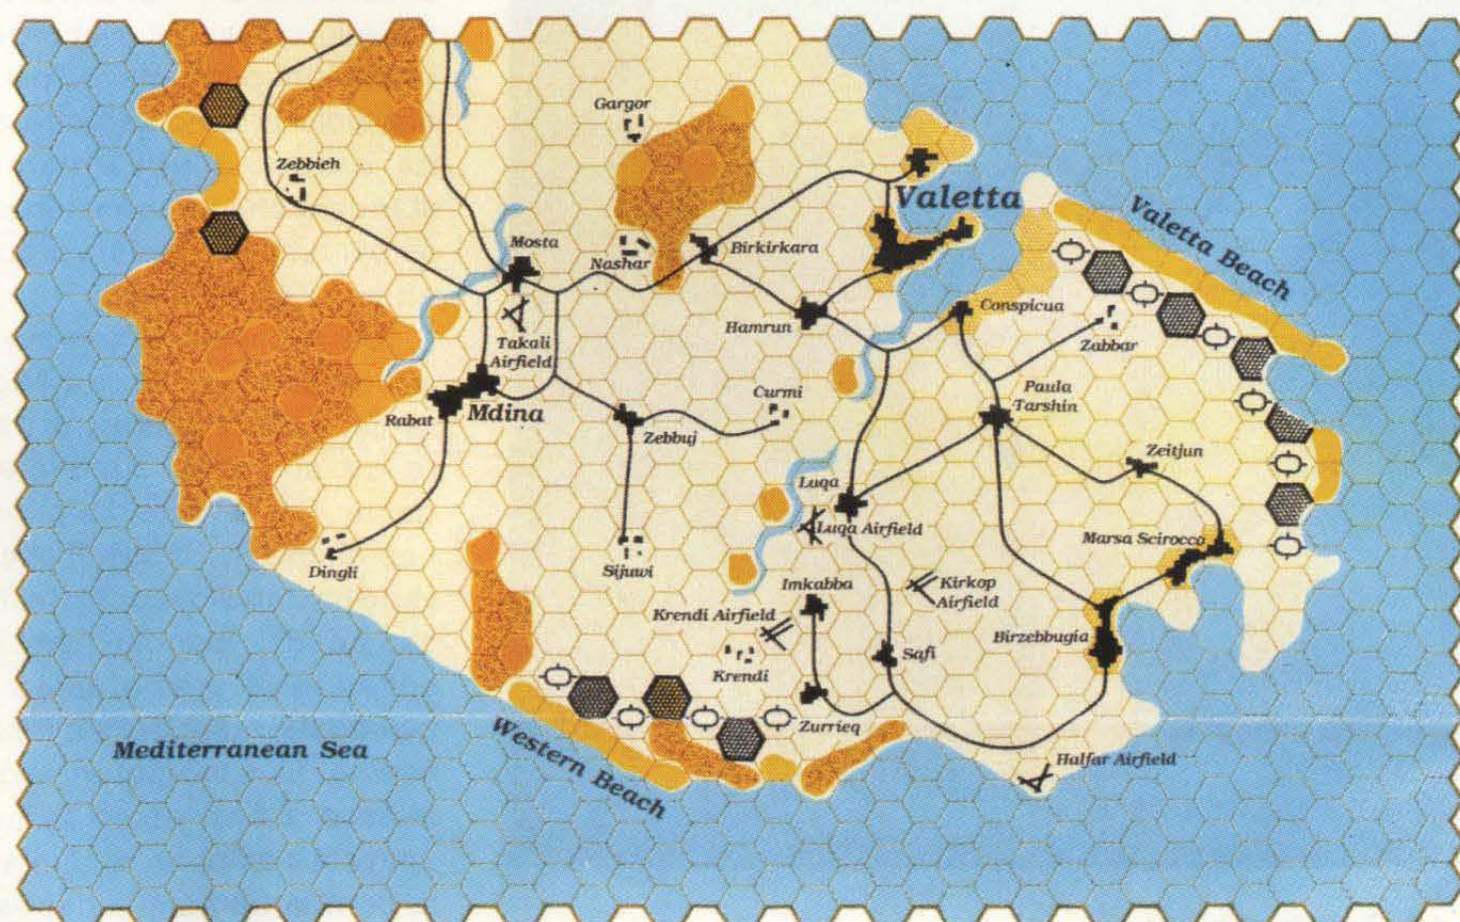 Gargor
Zebbieh
Valetta
Valetta Beach
Mosta
Nashar
Birkirkara
Hamrun
Conspicua
Zabbar
Takali
Airfield
Rabat
Mdina
Curmi
Paula
Tarshin
Zebbuj
Zeitjun
Luqa
Luqa Airfield
Marsa Scirocco
Dingli
Sijuwi
Imkabba
Kirkop
Airfield
Krendi Airfield
Birzebbugia
Krendi
Safi
Zurrieq
Mediterranean Sea
Western Beach
Halfar Airfield